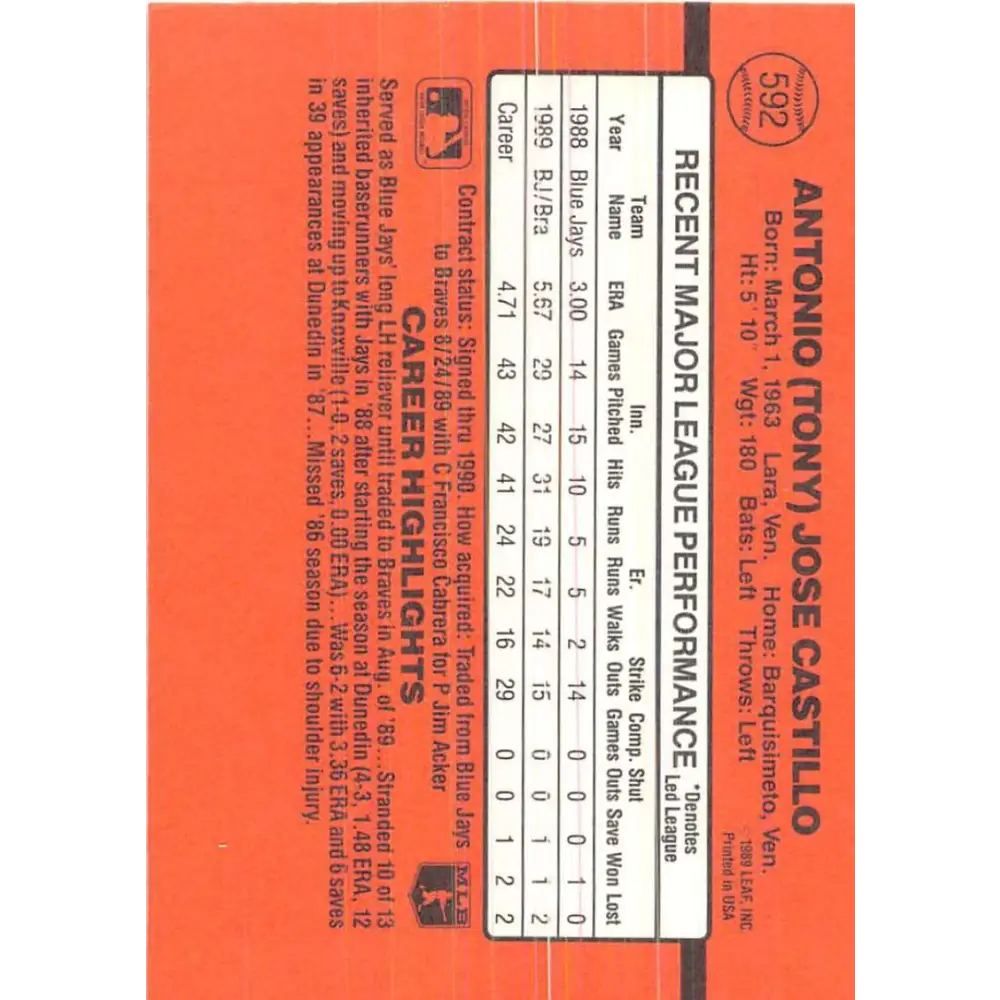 592
ANTONIO (TONY) JOSE CASTILLO
Born: March 1, 1963 Lara, Ven. Home: Barquisimeto, Ven.
Ht: 5' 10" Wgt: 180 Bats: Left Throws: Left
© 1989 LEAF, INC.
Printed in USA
RECENT MAJOR LEAGUE PERFORMANCE
*Denotes
Led League
Team Inn. Er. Strike Comp. Shut
Year Name ERA Games Pitched Hits Runs Runs Walks Outs Games Outs Save Won Lost
1988 Blue Jays 3.00 14 15 10 5 5 2 14 0 0 0 1 0
1989 BJ/Bra 5.67 29 27 31 19 17 14 15 0 0 1 1 2
Career 4.71 43 42 41 24 22 16 29 0 0 1 2 2
Contract status: Signed thru 1990. How acquired: Traded from Blue Jays
to Braves 8/24/89 with C Francisco Cabrera for P Jim Acker
MLB
CAREER HIGHLIGHTS
Served as Blue Jays' long LH reliever until traded to Braves in Aug. of '89...Stranded 10 of 13
inherited baserunners with Jays in '88 after starting the season at Dunedin (4-3, 1.48 ERA, 12
saves) and moving up to Knoxville (1-0, 2 saves, 0.00 ERA)...Was 6-2 with 3.36 ERA and 6 saves
in 39 appearances at Dunedin in '87...Missed '86 season due to shoulder injury.